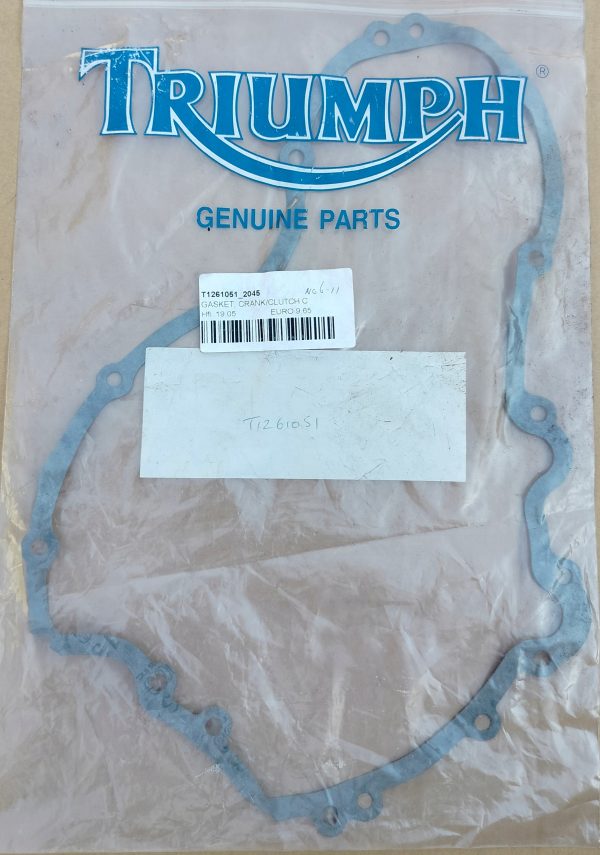 TRIUMPH ®
GENUINE PARTS
T1261051_2045
GASKET, CRANK/CLUTCH C
Hfl. 19.05 EURO 9.65
T1261051